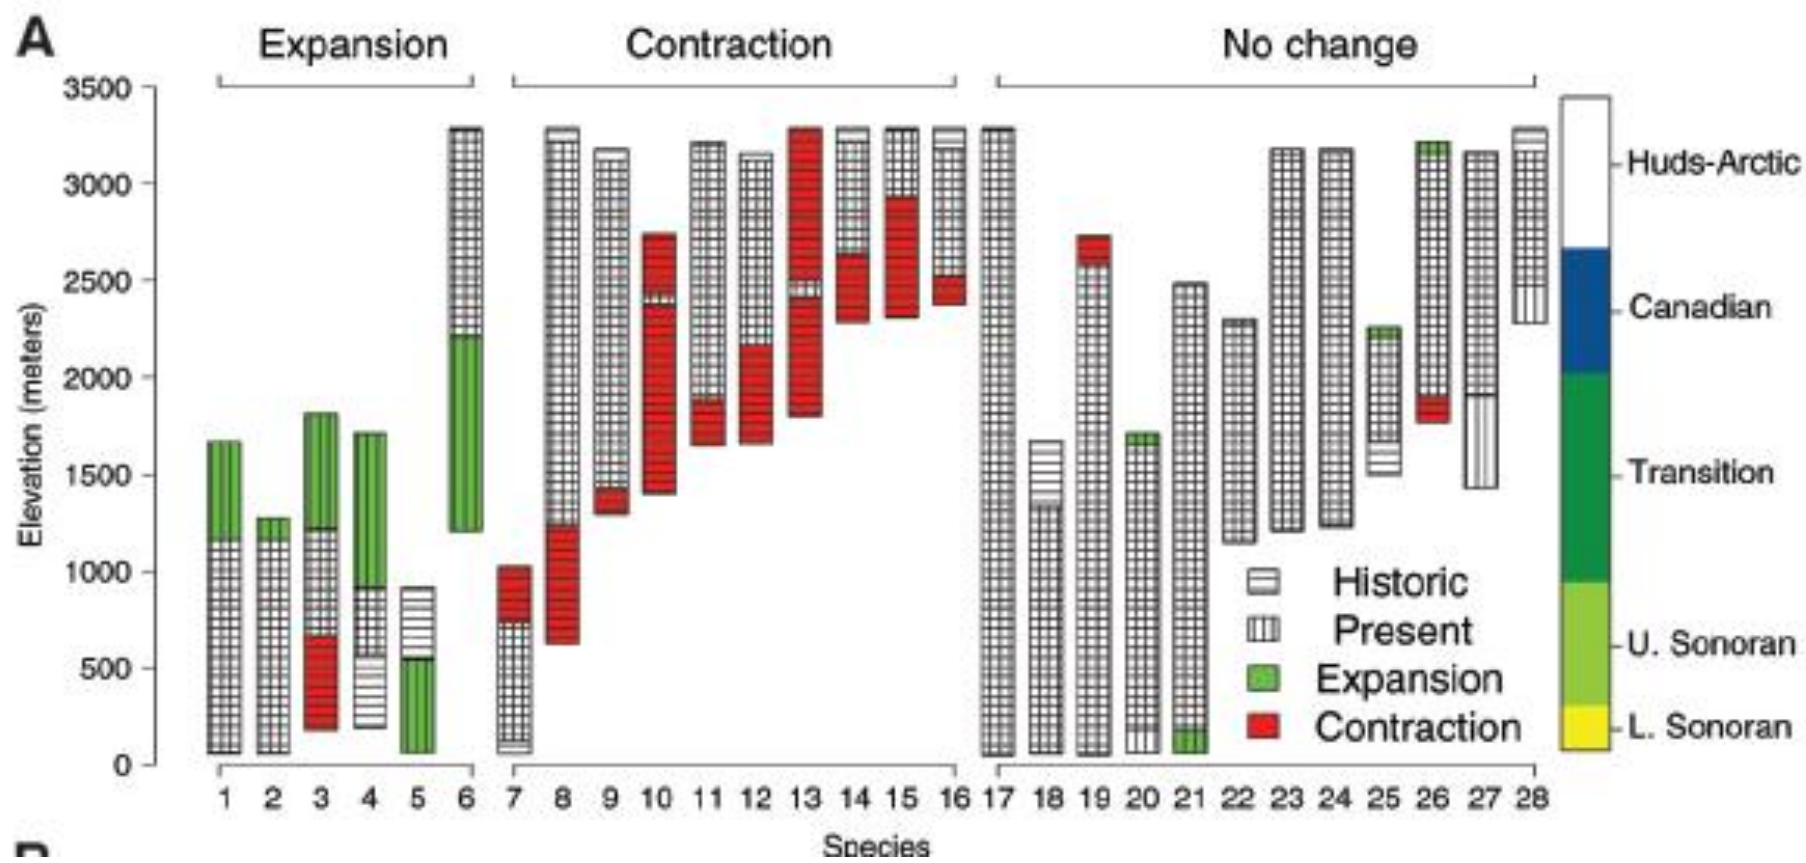 A
Expansion Contraction No change
3500
3000
2500
2000
1500
1000
500
0
Elevation (meters)
Historic
Present
Expansion
Contraction
Huds-Arctic
Canadian
Transition
U. Sonoran
L. Sonoran
1 2 3 4 5 6 7 8 9 10 11 12 13 14 15 16 17 18 19 20 21 22 23 24 25 26 27 28
Species